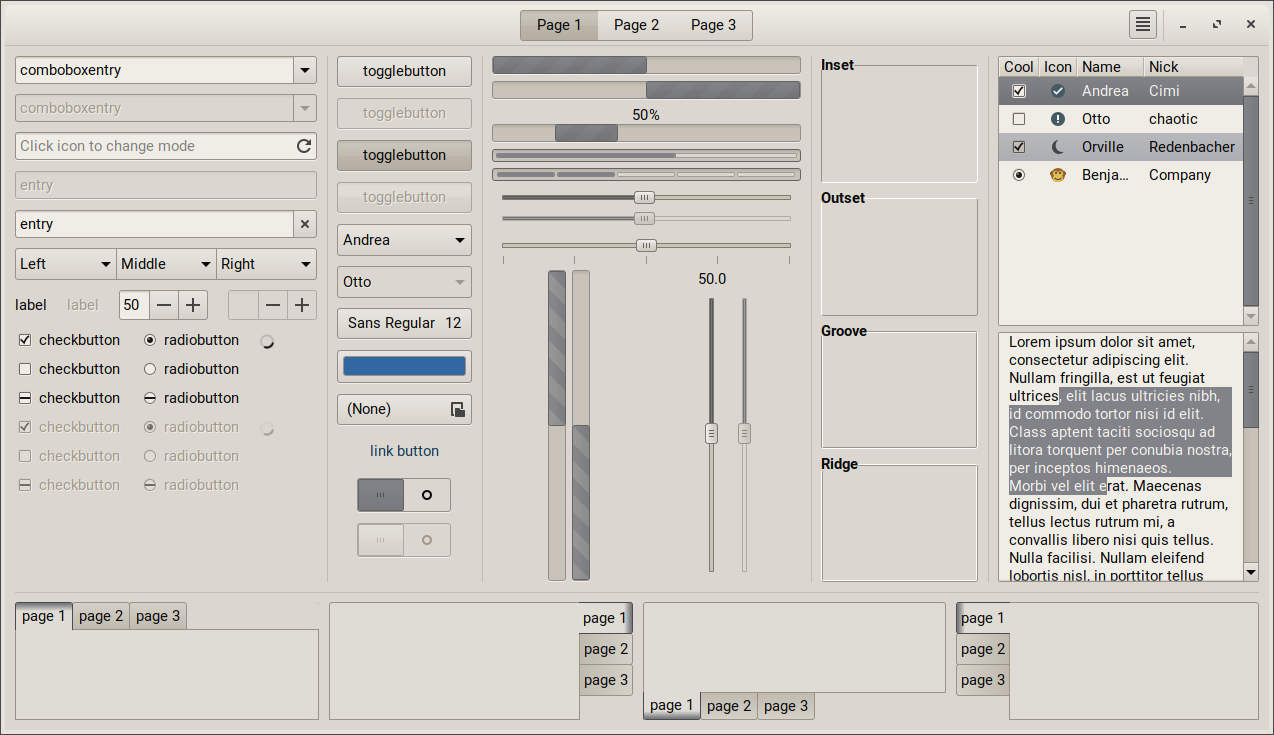 Page 1 Page 2 Page 3
comboboxentry
comboboxentry
Click icon to change mode
entry
entry
Left Middle Right
label label 50
checkbutton radiobutton
checkbutton radiobutton
checkbutton radiobutton
checkbutton radiobutton
checkbutton radiobutton
checkbutton radiobutton
togglebutton
togglebutton
togglebutton
togglebutton
Andrea
Otto
Sans Regular 12
(None)
link button
50%
50.0
Inset
Outset
Groove
Ridge
Cool Icon Name Nick
Andrea Cimi
Otto chaotic
Orville Redenbacher
Benja... Company
Lorem ipsum dolor sit amet,
consectetur adipiscing elit.
Nullam fringilla, est ut feugiat
ultrices, elit lacus ultricies nibh,
id commodo tortor nisi id elit.
Class aptent taciti sociosqu ad
litora torquent per conubia nostra,
per inceptos himenaeos.
Morbi vel elit erat. Maecenas
dignissim, dui et pharetra rutrum,
tellus lectus rutrum mi, a
convallis libero nisi quis tellus.
Nulla facilisi. Nullam eleifend
lobortis nisl, in porttitor tellus
page 1 page 2 page 3
page 1
page 2
page 3
page 1 page 2 page 3
page 1
page 2
page 3